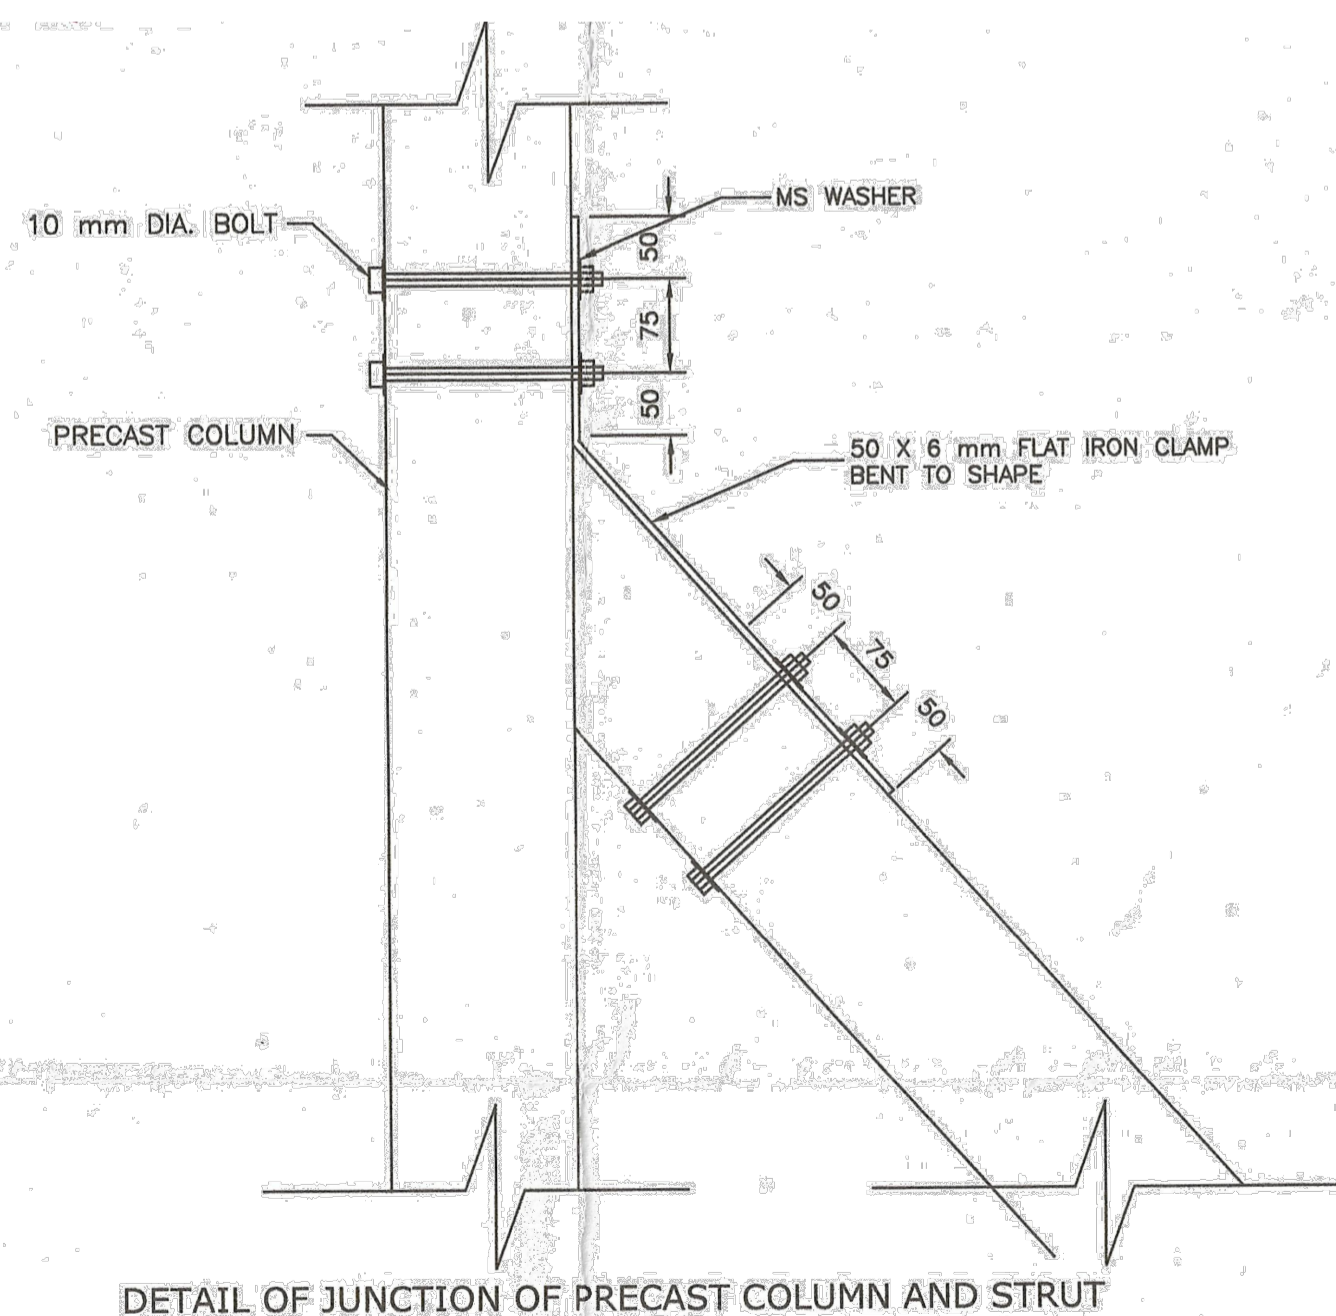 MS WASHER
10 mm DIA. BOLT
50
75
50
PRECAST COLUMN
50 X 6 mm FLAT IRON CLAMP
BENT TO SHAPE
50
75
50
DETAIL OF JUNCTION OF PRECAST COLUMN AND STRUT